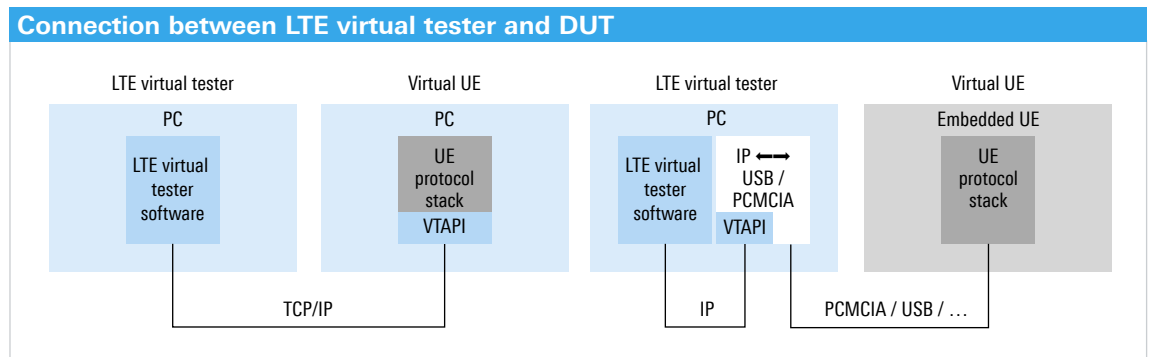 Connection between LTE virtual tester and DUT
LTE virtual tester
Virtual UE
LTE virtual tester
Virtual UE
PC
PC
PC
Embedded UE
LTE virtual
tester
software
UE
protocol
stack
VTAPI
LTE virtual
tester
software
IP ⟷
USB /
PCMCIA
VTAPI
UE
protocol
stack
TCP/IP
IP
PCMCIA / USB / …